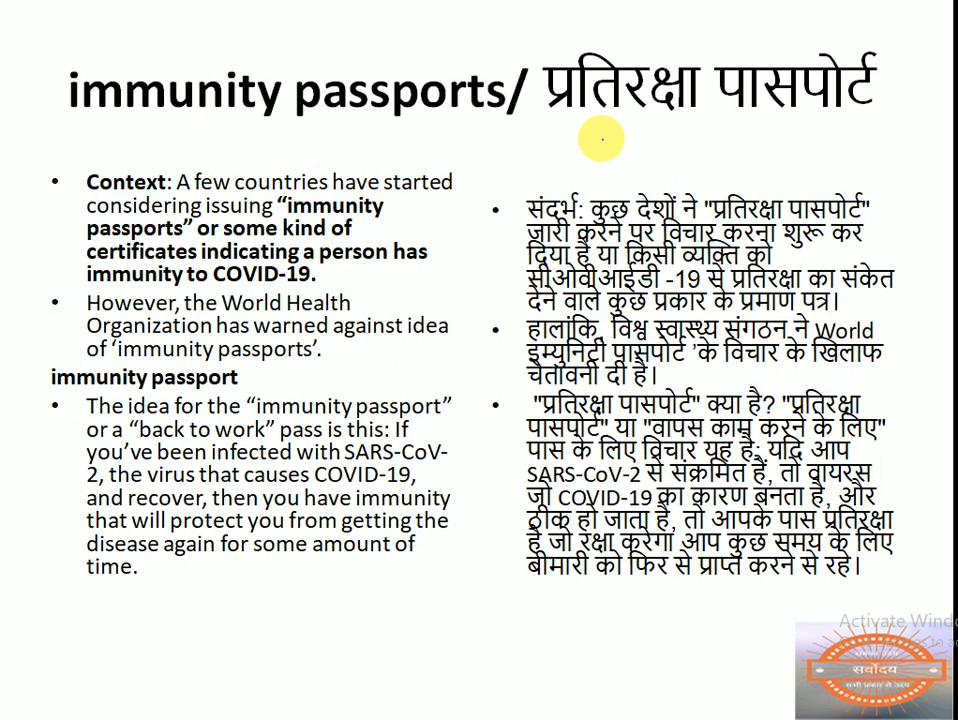 immunity passports/ प्रतिरक्षा पासपोर्ट
• Context: A few countries have started
considering issuing “immunity
passports” or some kind of
certificates indicating a person has
immunity to COVID-19.
• However, the World Health
Organization has warned against idea
of ‘immunity passports’.
immunity passport
• The idea for the “immunity passport”
or a “back to work” pass is this: If
you’ve been infected with SARS-CoV-
2, the virus that causes COVID-19,
and recover, then you have immunity
that will protect you from getting the
disease again for some amount of
time.
• संदर्भ: कुछ देशों ने "प्रतिरक्षा पासपोर्ट"
जारी करने पर विचार करना शुरू कर
दिया है या किसी व्यक्ति को
सीओवीआईडी -19 से प्रतिरक्षा का संकेत
देने वाले कुछ प्रकार के प्रमाण पत्र।
• हालांकि, विश्व स्वास्थ्य संगठन ने World
इम्युनिटी पासपोर्ट 'के विचार के खिलाफ
चेतावनी दी है।
• "प्रतिरक्षा पासपोर्ट" क्या है? "प्रतिरक्षा
पासपोर्ट" या "वापस काम करने के लिए"
पास के लिए विचार यह है: यदि आप
SARS-CoV-2 से संक्रमित हैं, तो वायरस
जो COVID-19 का कारण बनता है, और
ठीक हो जाता है, तो आपके पास प्रतिरक्षा
है जो रक्षा करेगा आप कुछ समय के लिए
बीमारी को फिर से प्राप्त करने से रहे।
Activate Windo
सर्वोदय